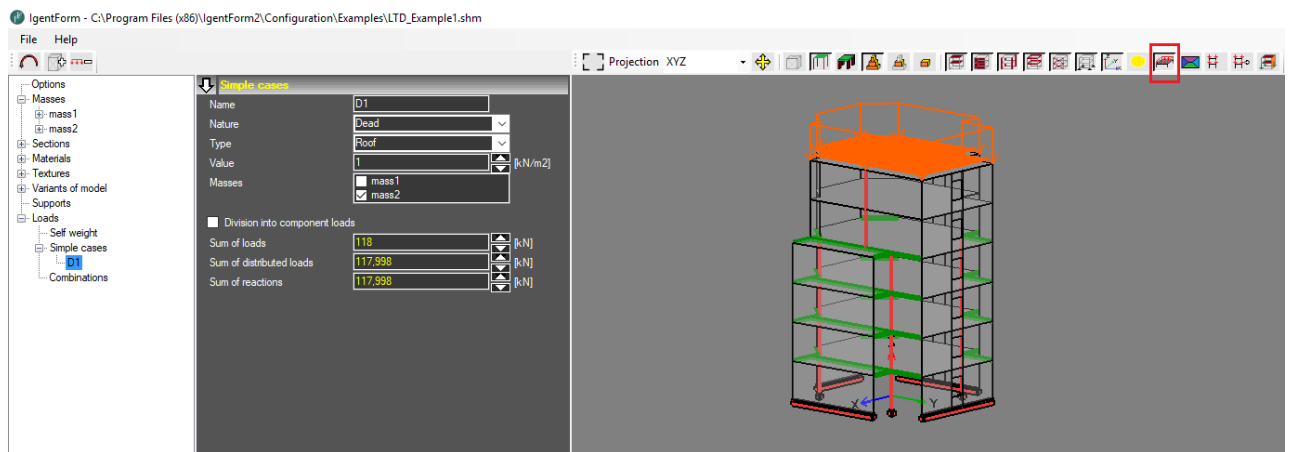 IgentForm - C:\Program Files (x86)\IgentForm2\Configuration\Examples\LTD_Example1.shm
File Help
Projection XYZ
Options
Masses
mass1
mass2
Sections
Materials
Textures
Variants of model
Supports
Loads
Self weight
Simple cases
D1
Combinations
Simple cases
Name D1
Nature Dead
Type Roof
Value 1 [kN/m2]
Masses mass1
mass2
Division into component loads
Sum of loads 118 [kN]
Sum of distributed loads 117,998 [kN]
Sum of reactions 117,998 [kN]
X Y